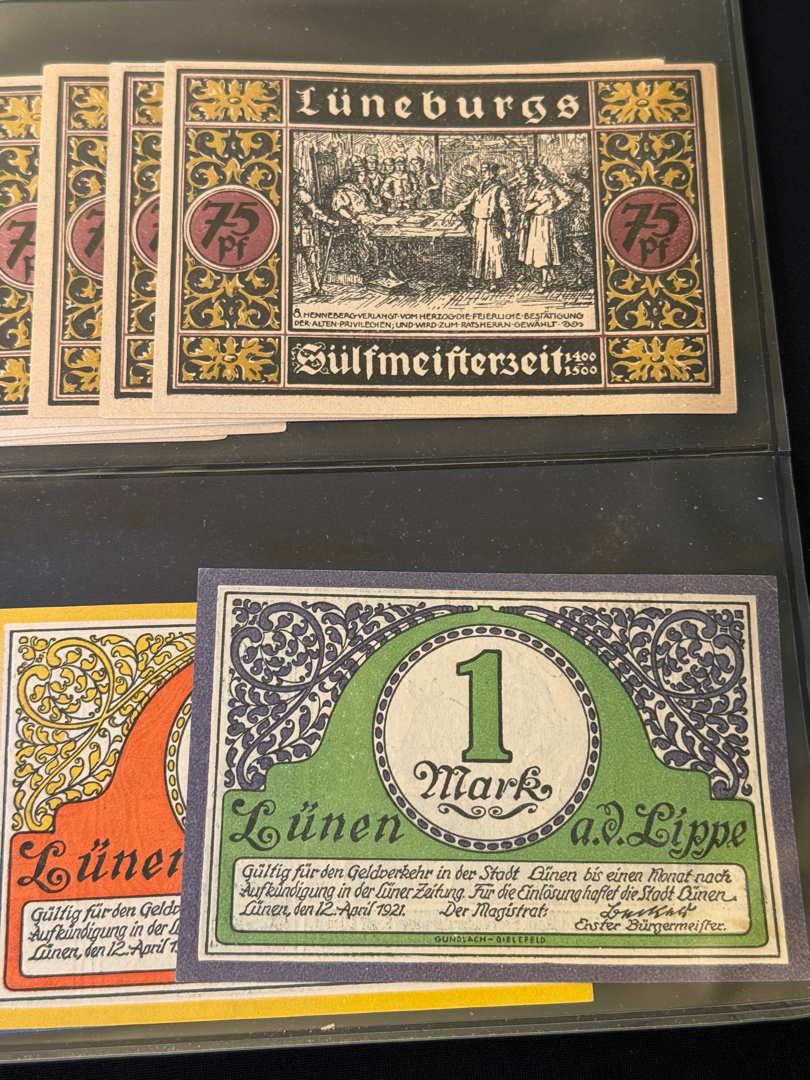 Lüneburgs
75
pf
75
pf
8. HENNEBERG·VERLANGT·VOM HERZOG·DIE·FEIERLICHE·BESTÄTIGUNG
DER·ALTEN·PRIVILEGIEN; UND·WIRD·ZUM·RATSHERRN·GEWÄHLT·
Sülfmeiſterzeit 1400
1500
1
Mark
Lünen a.d. Lippe
Gültig für den Geldverkehr in der Stadt Lünen bis einen Monat nach
Aufkündigung in der Lüner Zeitung. Für die Einlösung haftet die Stadt Lünen.
Lünen, den 12. April 1921. Der Magistrat:
Erster Bürgermeister.
GUNDLACH-BIELEFELD
Lünen
Gültig für den Geldv
Aufkündigung in der L
Lünen, den 12. April 1